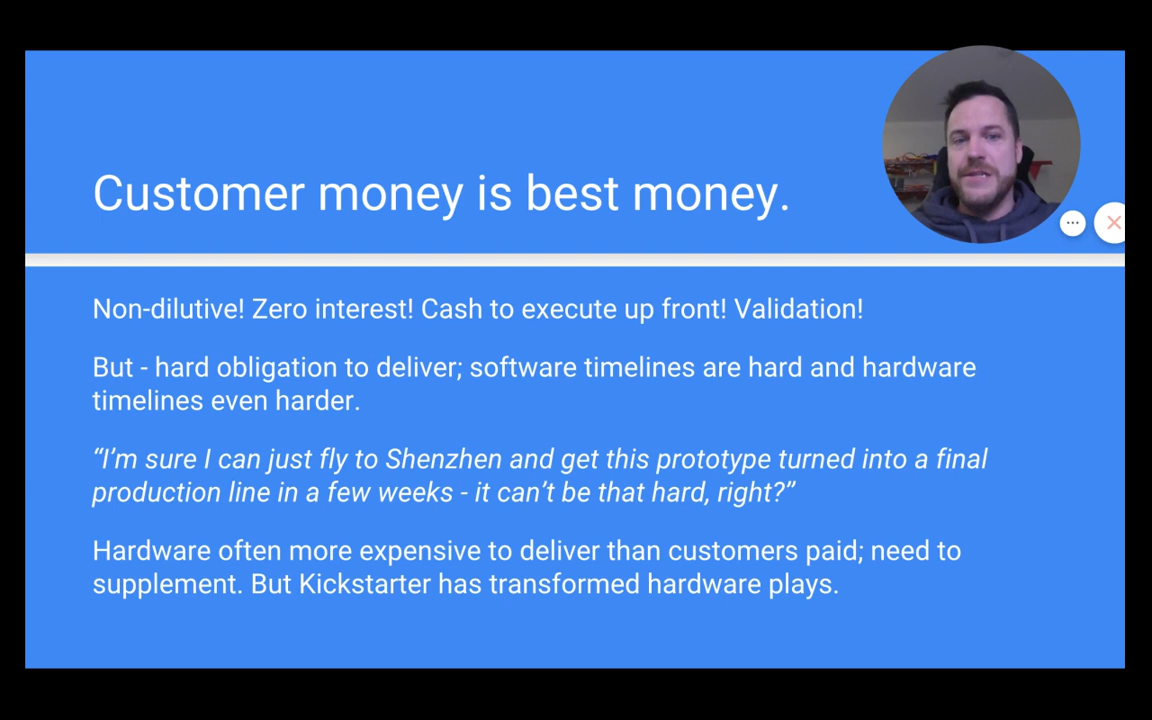 Customer money is best money.
Non-dilutive! Zero interest! Cash to execute up front! Validation!
But - hard obligation to deliver; software timelines are hard and hardware
timelines even harder.
“I’m sure I can just fly to Shenzhen and get this prototype turned into a final
production line in a few weeks - it can’t be that hard, right?”
Hardware often more expensive to deliver than customers paid; need to
supplement. But Kickstarter has transformed hardware plays.